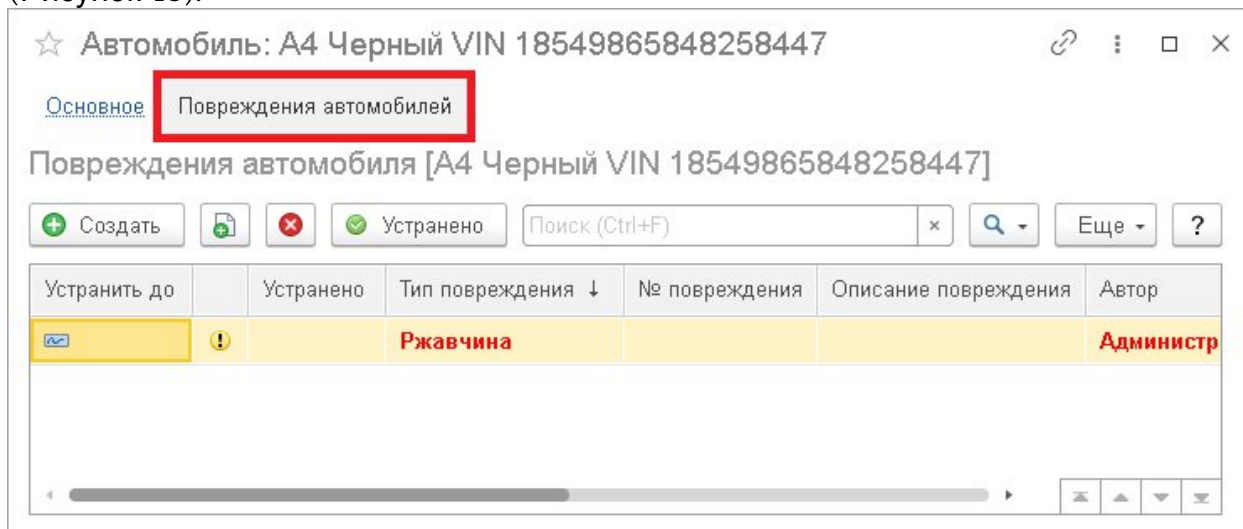 Автомобиль: А4 Черный VIN 18549865848258447
Основное Повреждения автомобилей
Повреждения автомобиля [А4 Черный VIN 18549865848258447]
Создать Устранено Поиск (Ctrl+F) × Еще ?
Устранить до Устранено Тип повреждения ↓ № повреждения Описание повреждения Автор
Ржавчина Администр